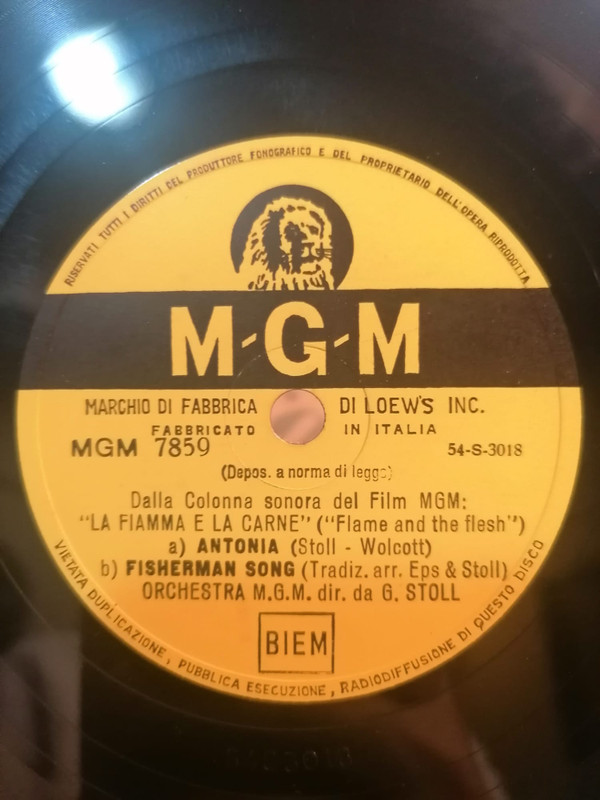 RISERVATI TUTTI I DIRITTI DEL PRODUTTORE FONOGRAFICO E DEL PROPRIETARIO DELL'OPERA RIPRODOTTA
M-G-M
MARCHIO DI FABBRICA DI LOEW'S INC.
FABBRICATO IN ITALIA
MGM 7859 54-S-3018
(Depos. a norma di legge)
Dalla Colonna sonora del Film MGM:
"LA FIAMMA E LA CARNE" ("Flame and the flesh")
a) ANTONIA (Stoll - Wolcott)
b) FISHERMAN SONG (Tradiz. arr. Eps & Stoll)
ORCHESTRA M.G.M. dir. da G. STOLL
BIEM
VIETATA DUPLICAZIONE, PUBBLICA ESECUZIONE, RADIODIFFUSIONE DI QUESTO DISCO